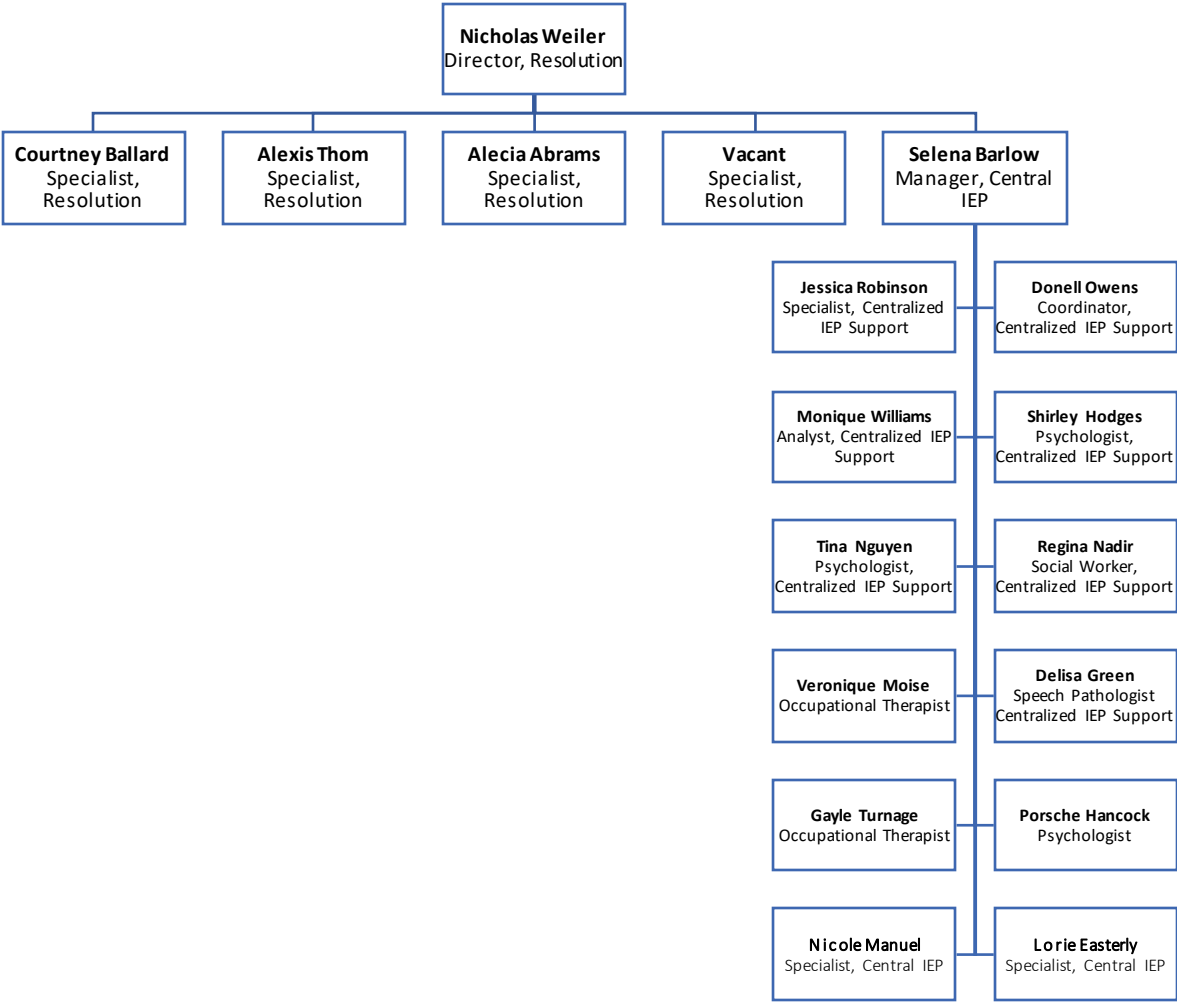 Nicholas Weiler
Director, Resolution
Courtney Ballard
Specialist,
Resolution
Alexis Thom
Specialist,
Resolution
Alecia Abrams
Specialist,
Resolution
Vacant
Specialist,
Resolution
Selena Barlow
Manager, Central
IEP
Jessica Robinson
Specialist, Centralized
IEP Support
Donell Owens
Coordinator,
Centralized IEP Support
Monique Williams
Analyst, Centralized IEP
Support
Shirley Hodges
Psychologist,
Centralized IEP Support
Tina Nguyen
Psychologist,
Centralized IEP Support
Regina Nadir
Social Worker,
Centralized IEP Support
Veronique Moise
Occupational Therapist
Delisa Green
Speech Pathologist
Centralized IEP Support
Gayle Turnage
Occupational Therapist
Porsche Hancock
Psychologist
Nicole Manuel
Specialist, Central IEP
Lorie Easterly
Specialist, Central IEP